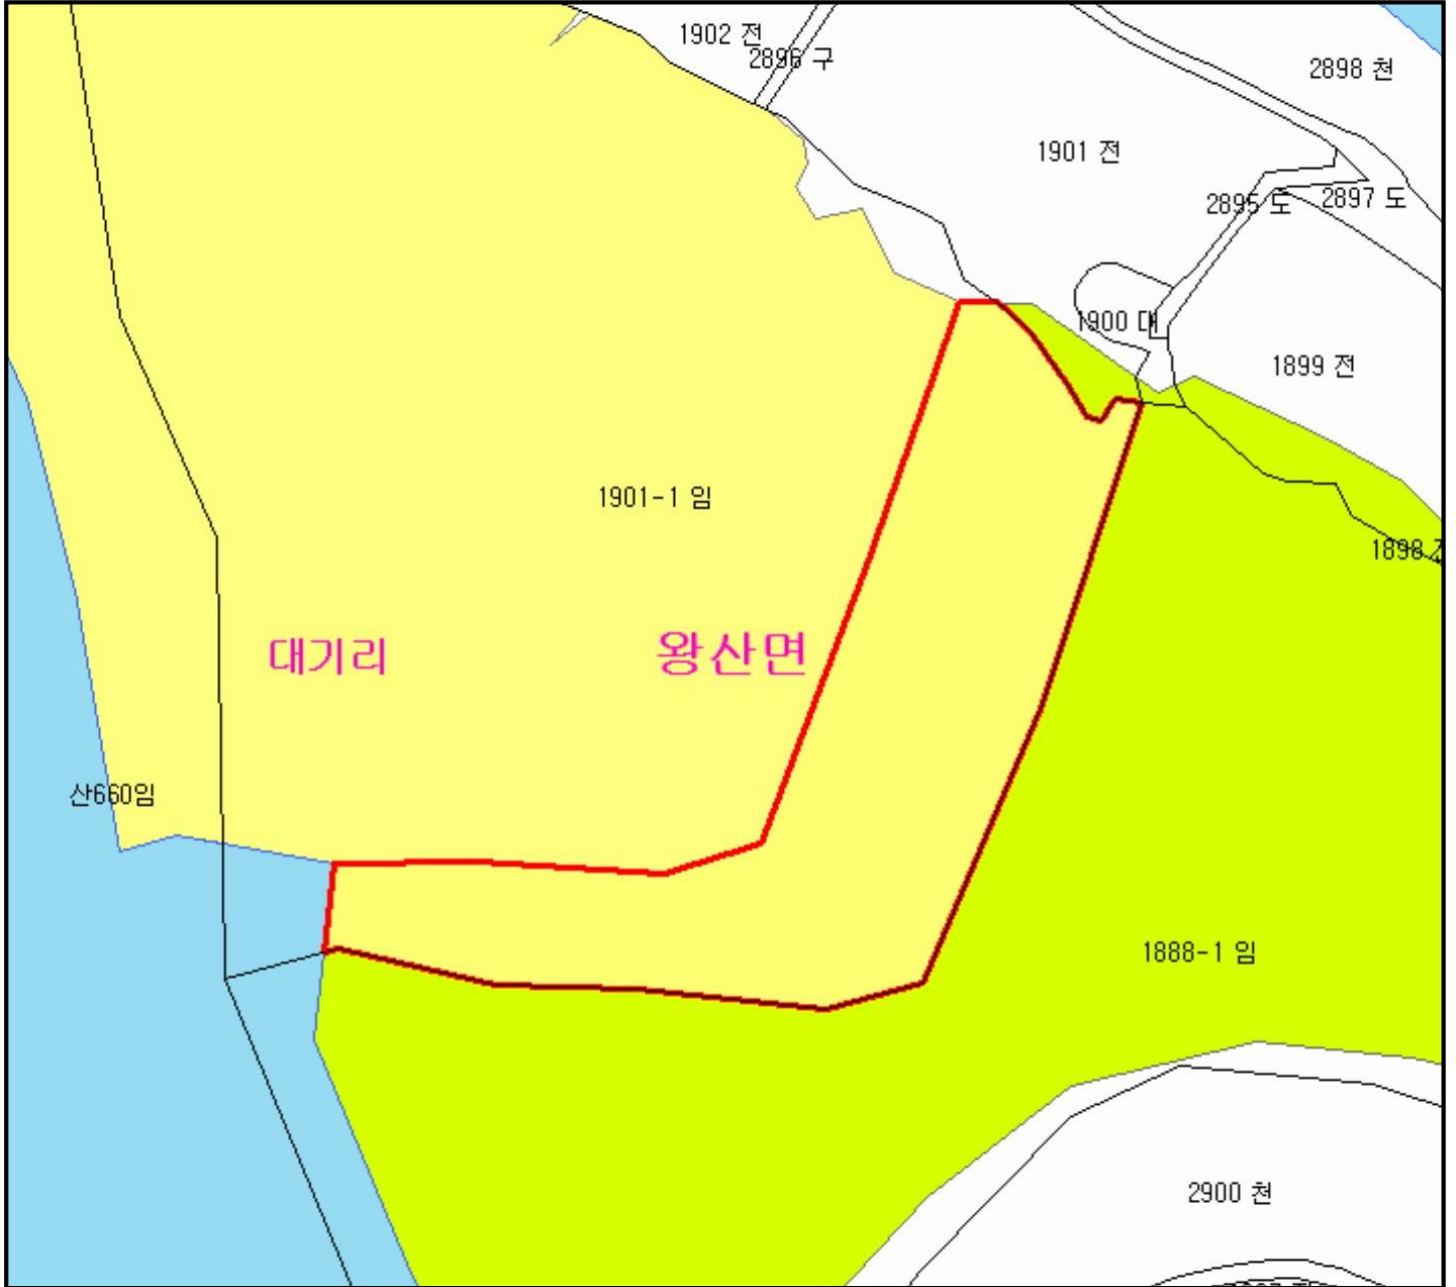 1902 전
2896 구
2898 천
1901 전
2895 도
2897 도
1900 대
1899 전
1901-1 임
1898
대기리
왕산면
산660임
1888-1 임
2900 천